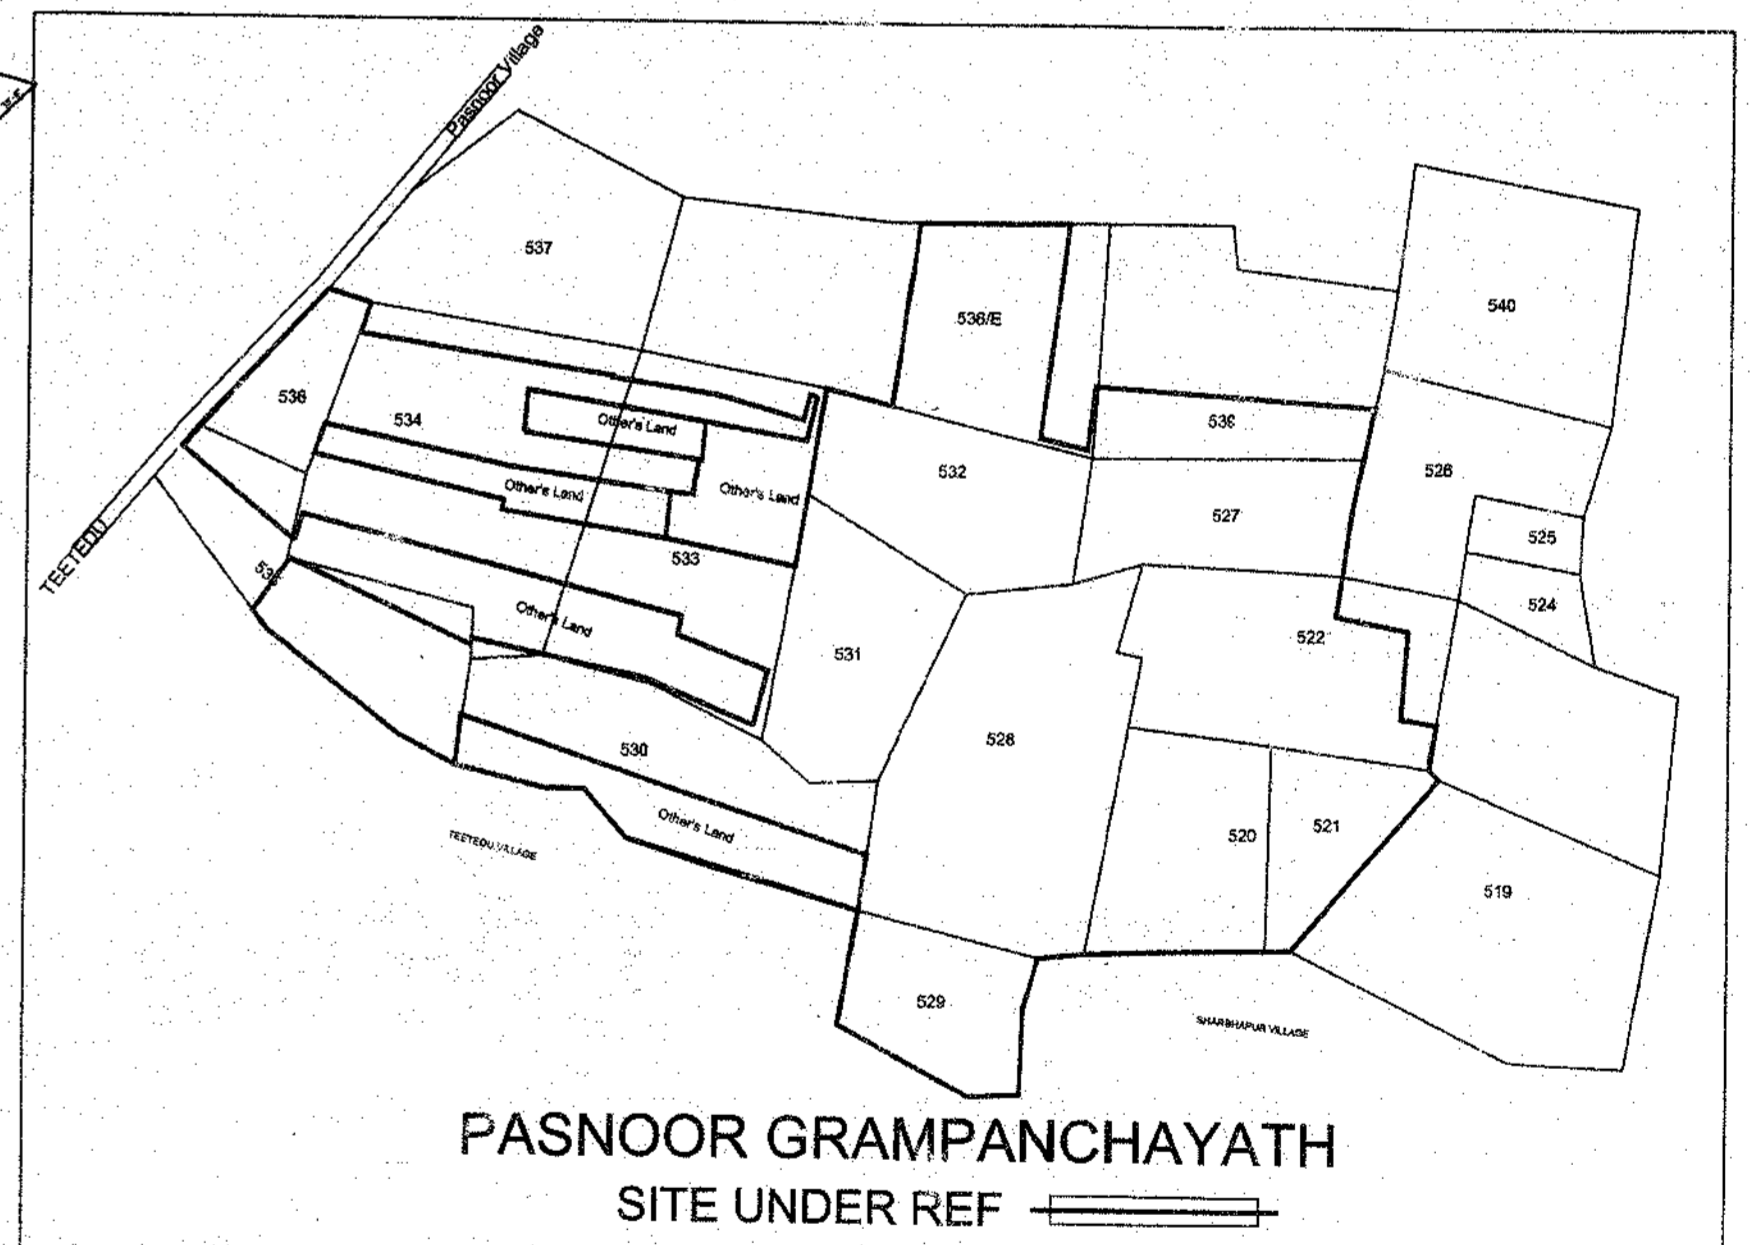 Pasnoor Village
TEETEDU
537
536/E
540
536
534
Other's Land
536
532
526
Other's Land
Other's Land
527
525
533
524
Other's Land
522
531
530
528
Other's Land
520
521
TEETEDU VILLAGE
519
529
SHARBHAPUR VILLAGE
PASNOOR GRAMPANCHAYATH
SITE UNDER REF